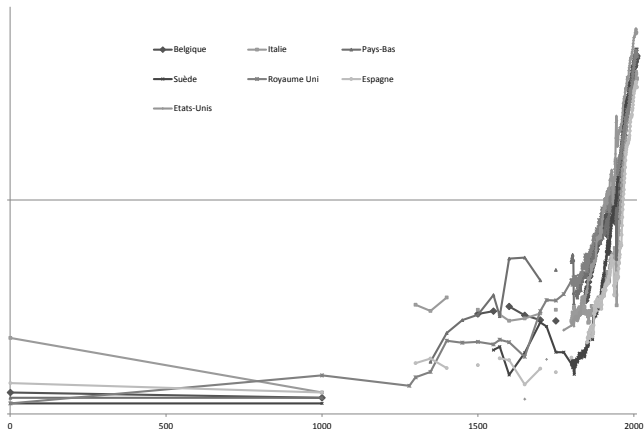 Belgique Italie Pays-Bas
Suède Royaume Uni Espagne
Etats-Unis
0 500 1000 1500 2000